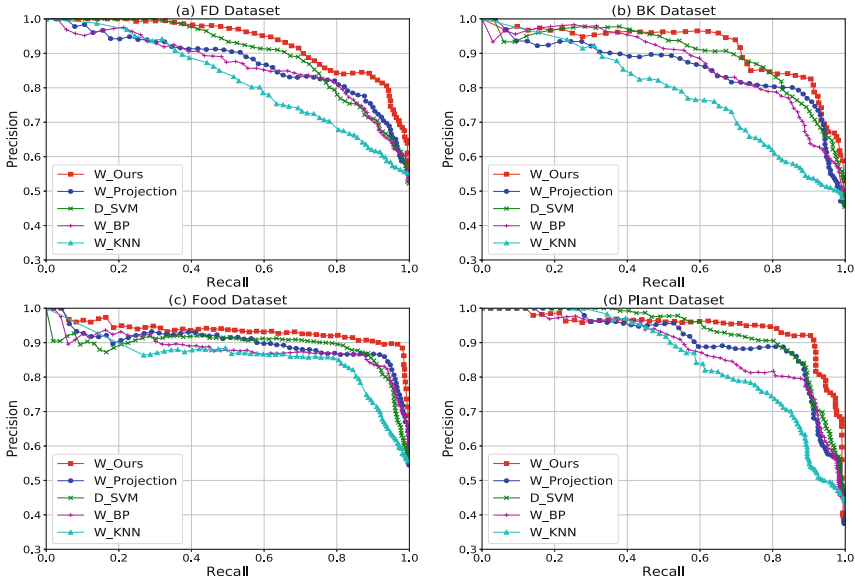 (a) FD Dataset
1.0
0.9
0.8
0.7
0.6
0.5
0.4
0.3
Precision
W_Ours
W_Projection
D_SVM
W_BP
W_KNN
0.0 0.2 0.4 0.6 0.8 1.0
Recall
(b) BK Dataset
1.0
0.9
0.8
0.7
0.6
0.5
0.4
0.3
Precision
W_Ours
W_Projection
D_SVM
W_BP
W_KNN
0.0 0.2 0.4 0.6 0.8 1.0
Recall
(c) Food Dataset
1.0
0.9
0.8
0.7
0.6
0.5
0.4
0.3
Precision
W_Ours
W_Projection
D_SVM
W_BP
W_KNN
0.0 0.2 0.4 0.6 0.8 1.0
Recall
(d) Plant Dataset
1.0
0.9
0.8
0.7
0.6
0.5
0.4
0.3
Precision
W_Ours
W_Projection
D_SVM
W_BP
W_KNN
0.0 0.2 0.4 0.6 0.8 1.0
Recall